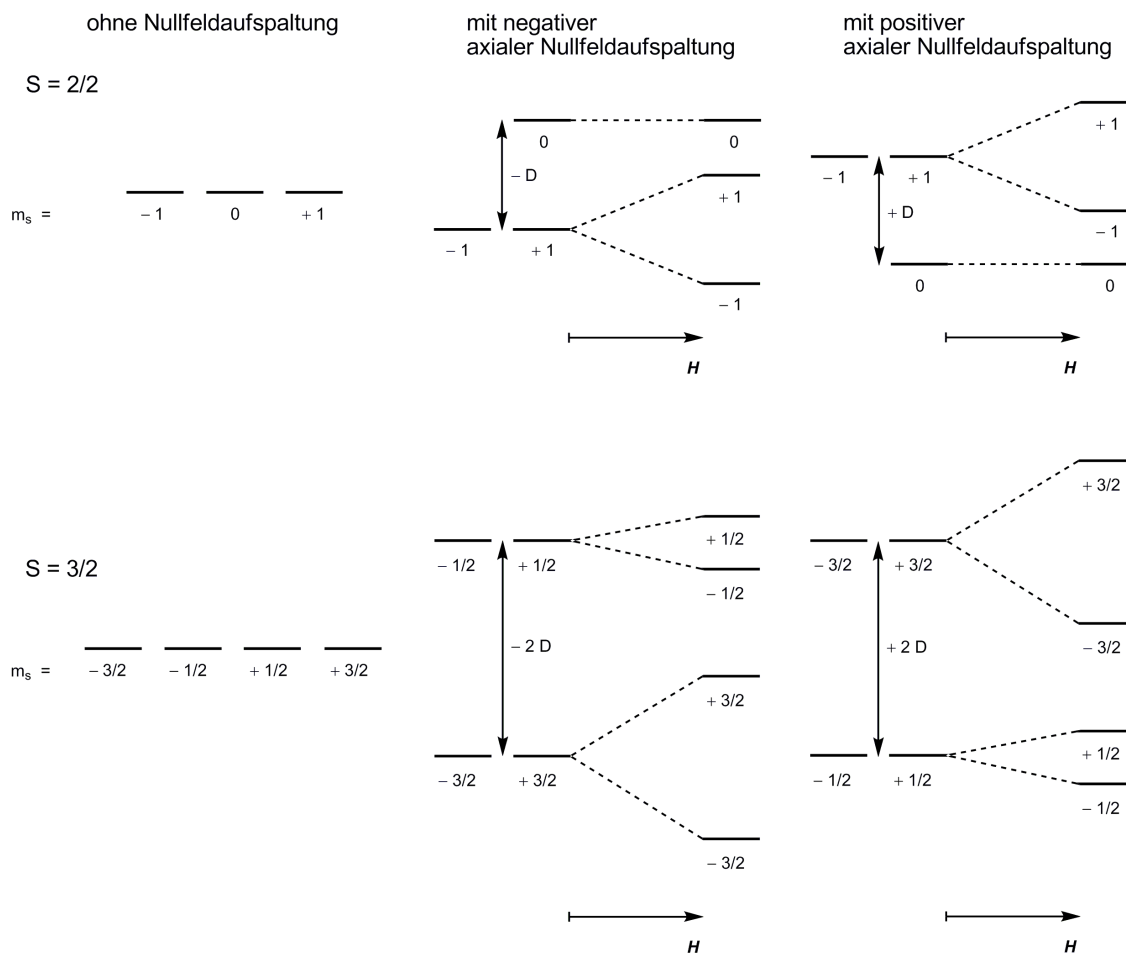 ohne Nullfeldaufspaltung
mit negativer
axialer Nullfeldaufspaltung
mit positiver
axialer Nullfeldaufspaltung
S = 2/2
m_s =
− 1
0
+ 1
0
0
− D
+ 1
− 1
+ 1
− 1
H
+ 1
− 1
+ 1
+ D
− 1
0
0
H
S = 3/2
m_s =
− 3/2
− 1/2
+ 1/2
+ 3/2
+ 1/2
− 1/2
+ 1/2
− 1/2
− 2 D
+ 3/2
− 3/2
+ 3/2
− 3/2
H
+ 3/2
− 3/2
+ 3/2
+ 2 D
− 3/2
+ 1/2
− 1/2
+ 1/2
− 1/2
H